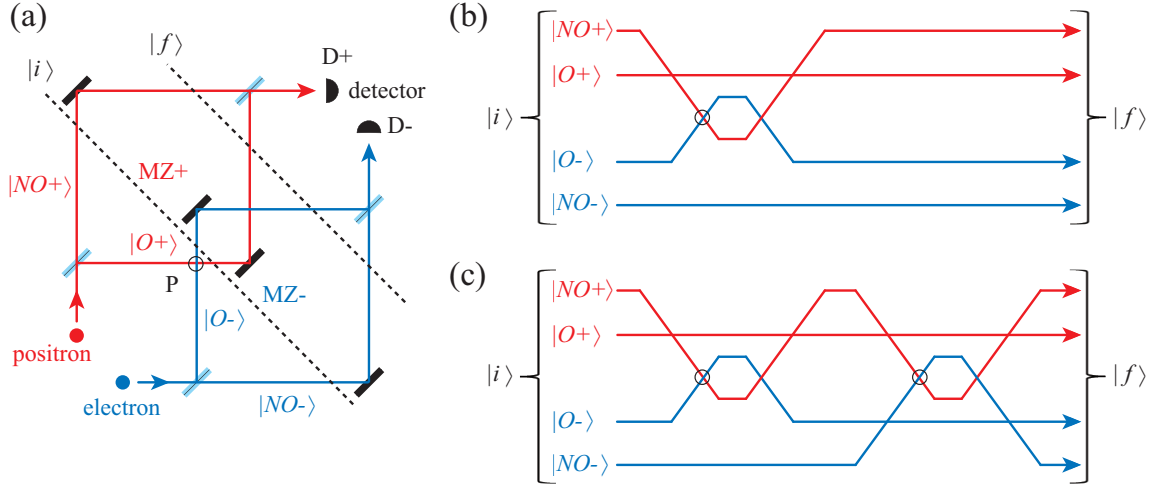 (a)
|i⟩
|f⟩
D+
detector
D-
MZ+
|NO+⟩
|O+⟩
P
MZ-
|O-⟩
positron
electron
|NO-⟩
(b)
|NO+⟩
|O+⟩
|i⟩
|f⟩
|O-⟩
|NO-⟩
(c)
|NO+⟩
|O+⟩
|i⟩
|f⟩
|O-⟩
|NO-⟩